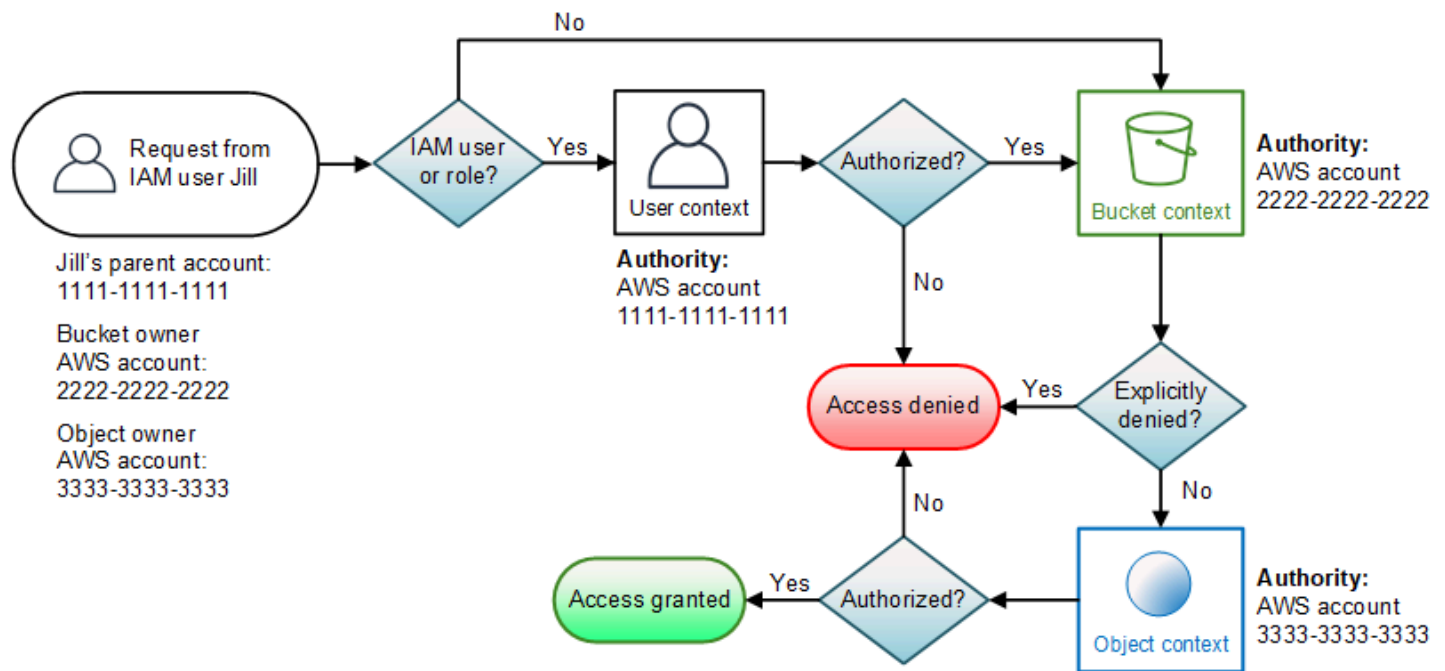 No
Request from
IAM user Jill
IAM user
or role?
Yes
User context
Authorized?
Yes
Bucket context
Authority:
AWS account
2222-2222-2222
Jill's parent account:
1111-1111-1111
Bucket owner
AWS account:
2222-2222-2222
Object owner
AWS account:
3333-3333-3333
Authority:
AWS account
1111-1111-1111
No
Access denied
Yes
Explicitly
denied?
No
No
Access granted
Yes
Authorized?
Object context
Authority:
AWS account
3333-3333-3333